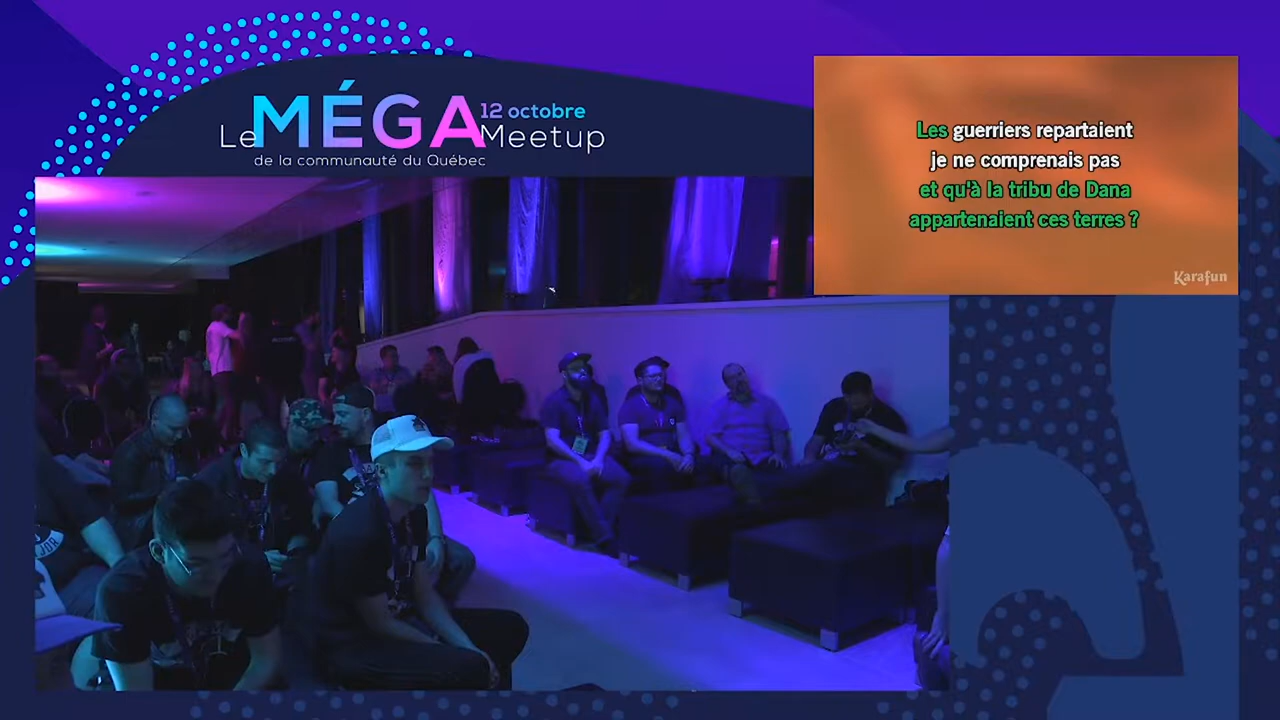 12 octobre
Le MÉGA Meetup
de la communauté du Québec
Les guerriers repartaient
je ne comprenais pas
et qu'à la tribu de Dana
appartenaient ces terres ?
Karafun